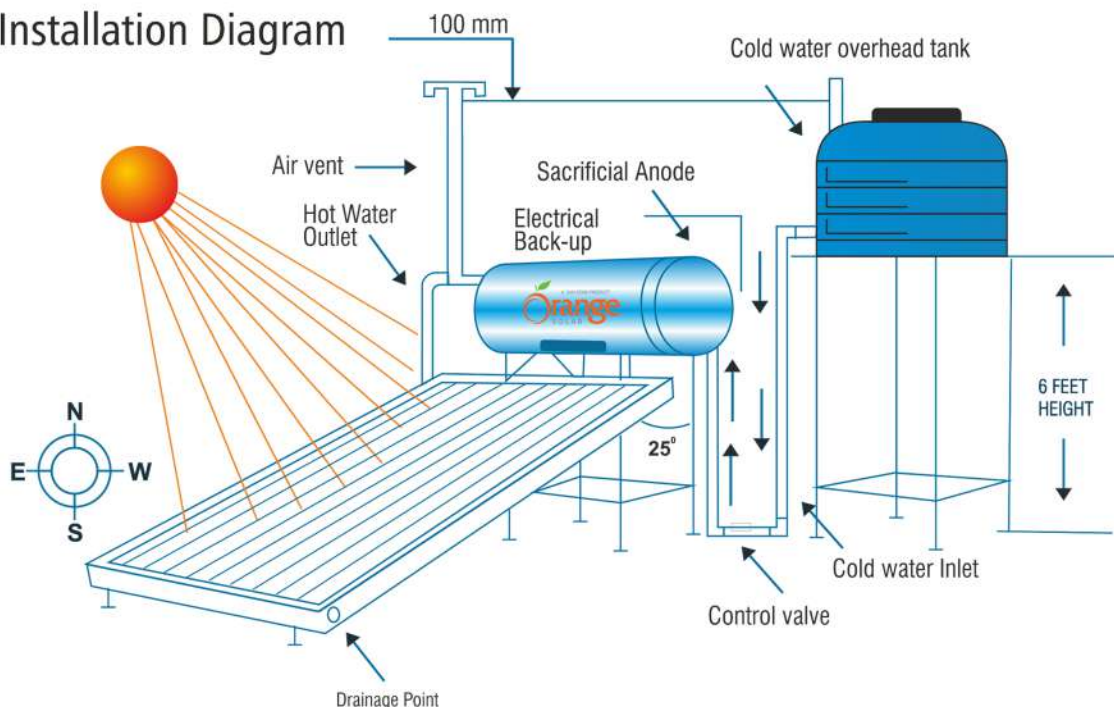 Installation Diagram
100 mm
Cold water overhead tank
Air vent
Sacrificial Anode
Hot Water
Outlet
Electrical
Back-up
Orange
SOLAR
6 FEET
HEIGHT
N
E
W
S
25°
Cold water Inlet
Control valve
Drainage Point